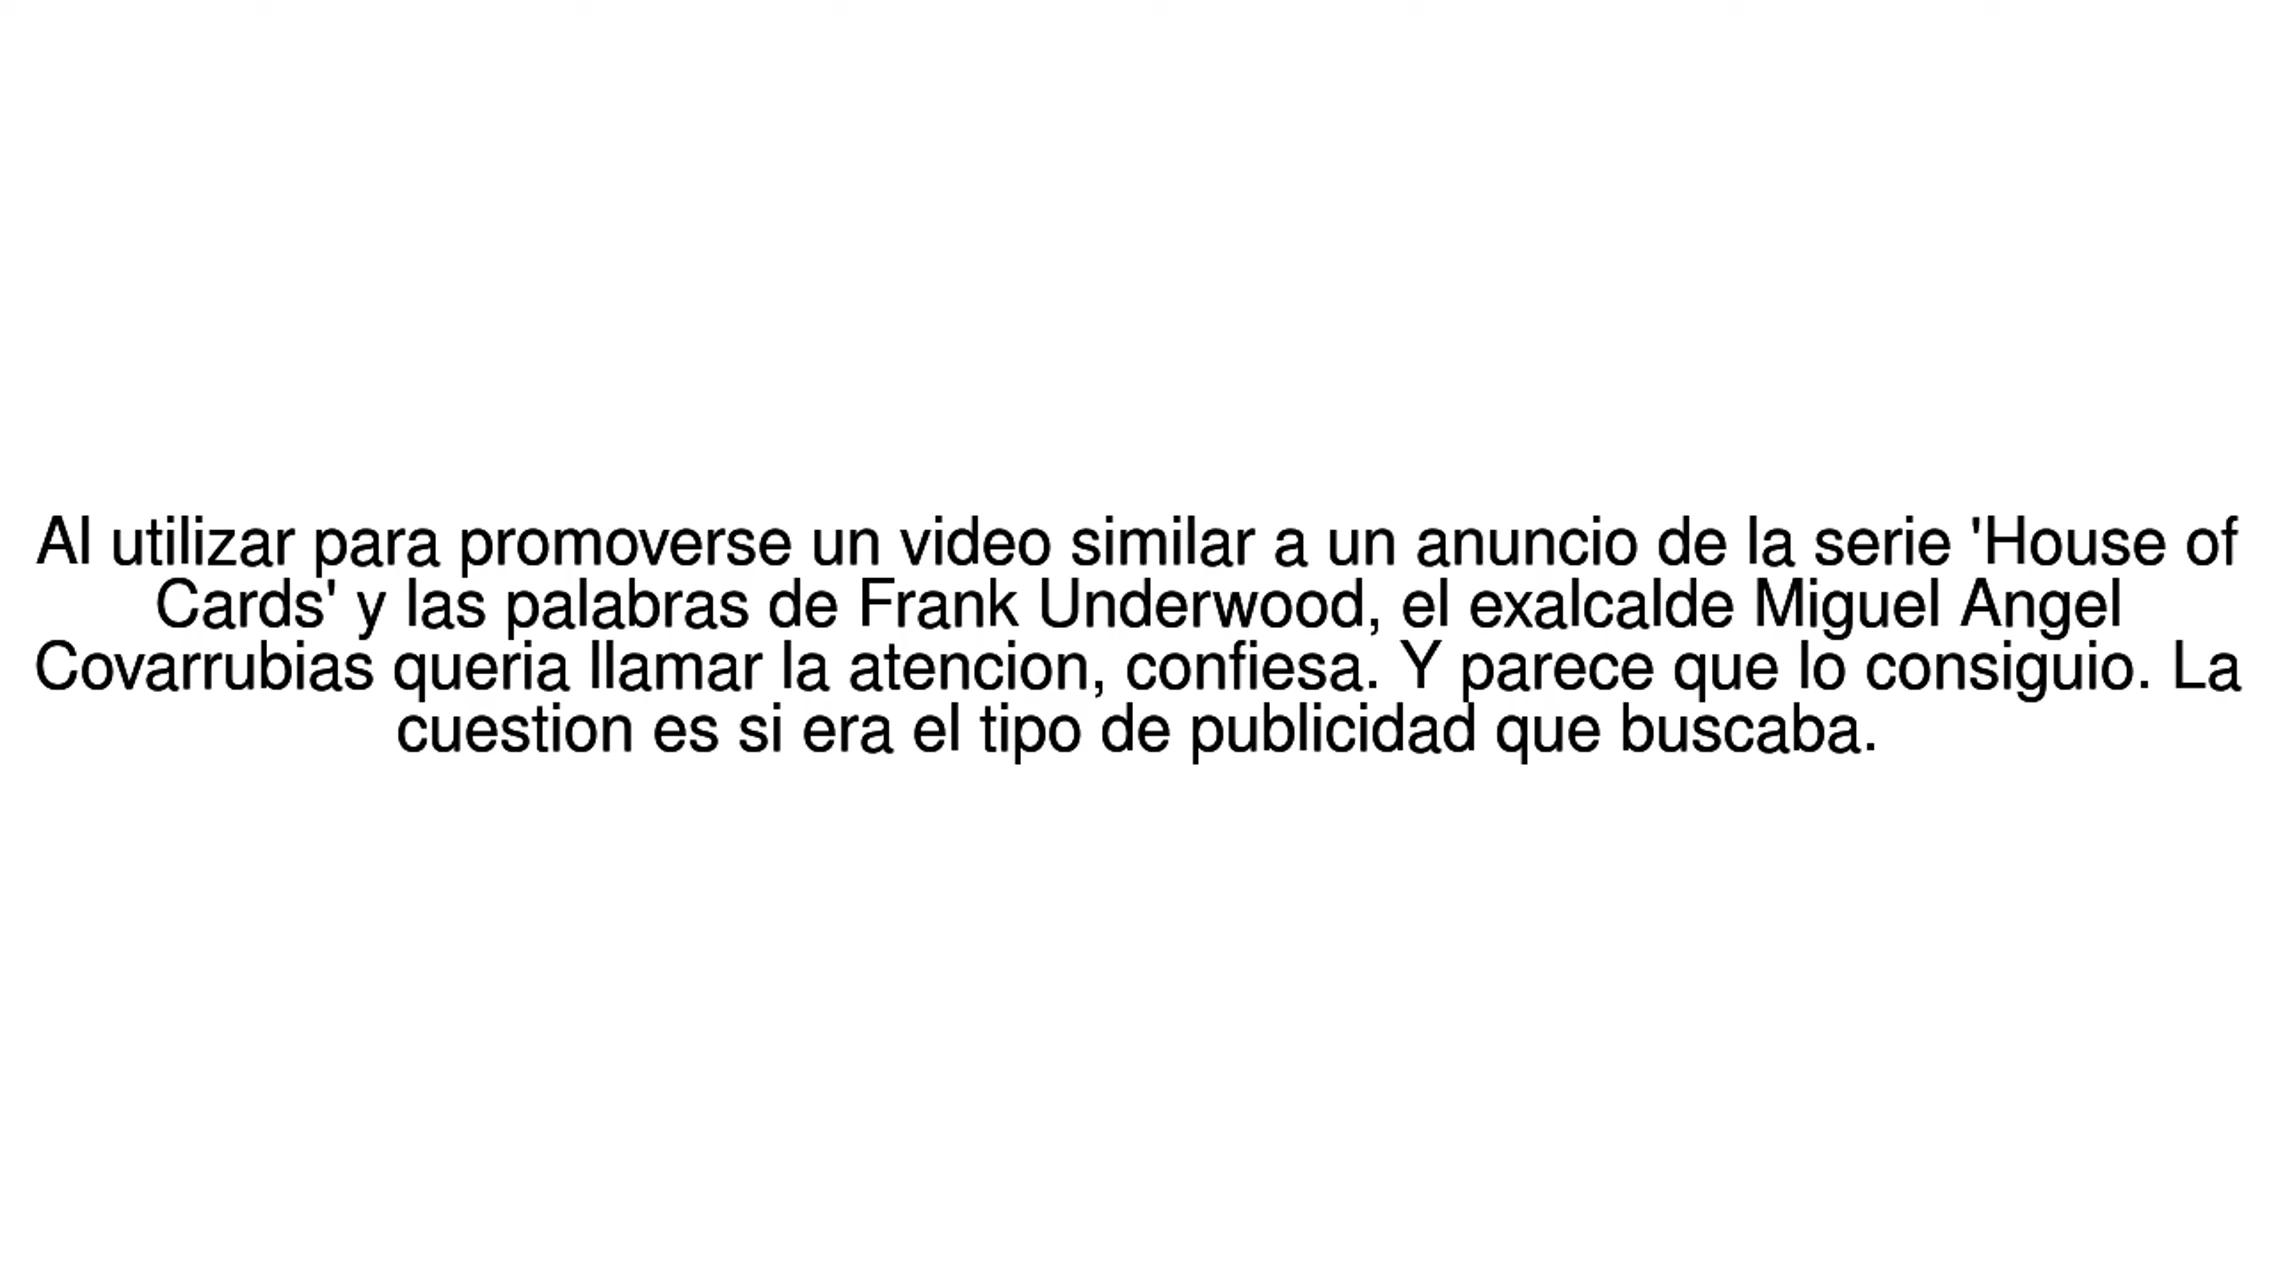 Al utilizar para promoverse un video similar a un anuncio de la serie 'House of
Cards' y las palabras de Frank Underwood, el exalcalde Miguel Angel
Covarrubias queria llamar la atencion, confiesa. Y parece que lo consiguio. La
cuestion es si era el tipo de publicidad que buscaba.